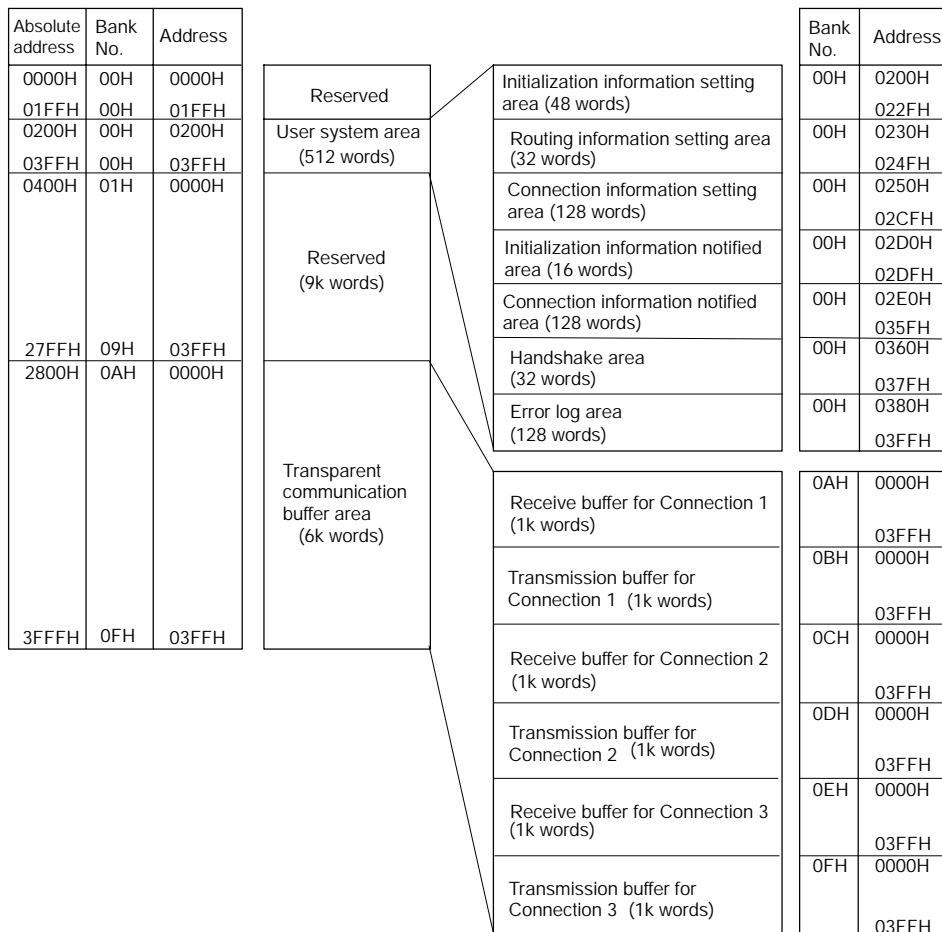 Absolute address Bank No. Address
0000H 00H 0000H
01FFH 00H 01FFH
0200H 00H 0200H
03FFH 00H 03FFH
0400H 01H 0000H
27FFH 09H 03FFH
2800H 0AH 0000H
3FFFH 0FH 03FFH
Reserved
User system area
(512 words)
Reserved
(9k words)
Transparent
communication
buffer area
(6k words)
Bank No. Address
Initialization information setting
area (48 words)
00H 0200H
022FH
Routing information setting area
(32 words)
00H 0230H
024FH
Connection information setting
area (128 words)
00H 0250H
02CFH
Initialization information notified
area (16 words)
00H 02D0H
02DFH
Connection information notified
area (128 words)
00H 02E0H
035FH
Handshake area
(32 words)
00H 0360H
037FH
Error log area
(128 words)
00H 0380H
03FFH
Receive buffer for Connection 1
(1k words)
0AH 0000H
03FFH
Transmission buffer for
Connection 1 (1k words)
0BH 0000H
03FFH
Receive buffer for Connection 2
(1k words)
0CH 0000H
03FFH
Transmission buffer for
Connection 2 (1k words)
0DH 0000H
03FFH
Receive buffer for Connection 3
(1k words)
0EH 0000H
03FFH
Transmission buffer for
Connection 3 (1k words)
0FH 0000H
03FFH